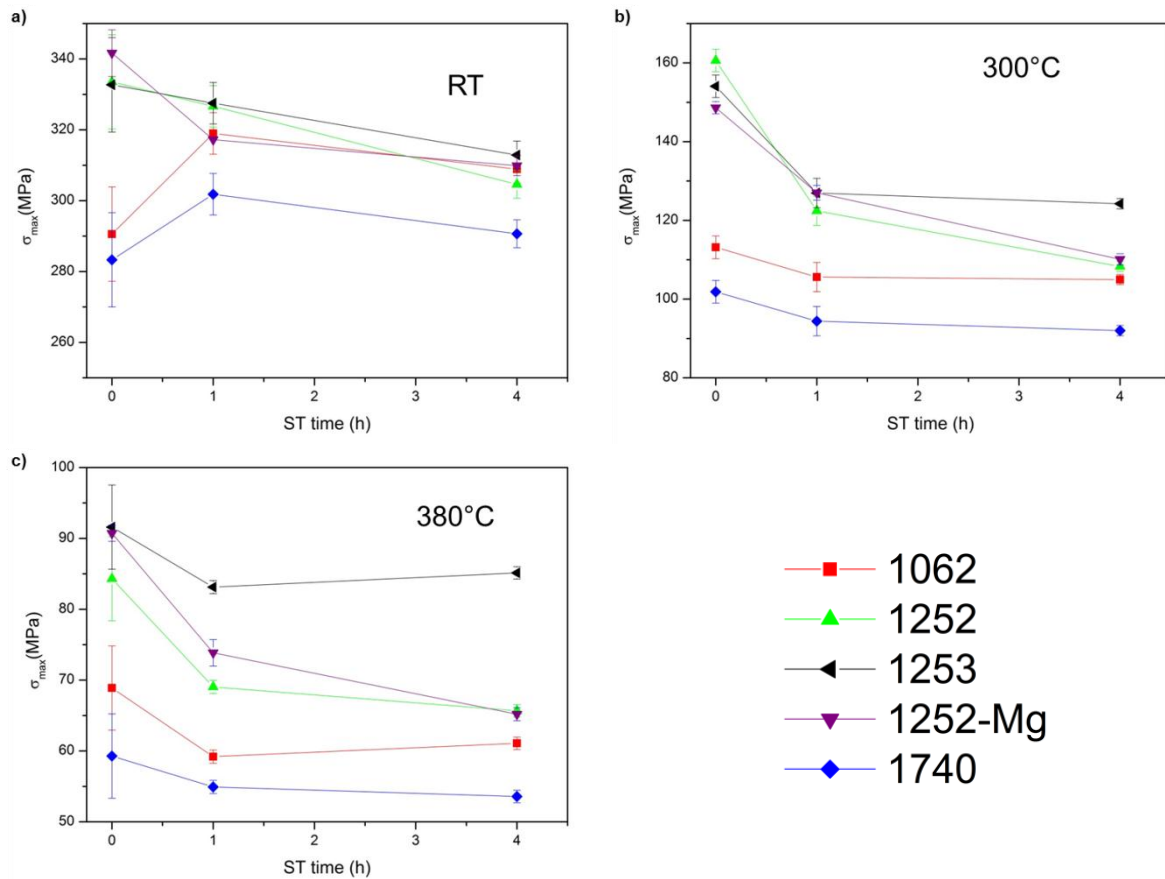 a)
340
320
300
280
260
σmax(MPa)
RT
0 1 2 3 4
ST time (h)
b)
160
140
120
100
80
σmax(MPa)
300°C
0 1 2 3 4
ST time (h)
c)
100
90
80
70
60
50
σmax(MPa)
380°C
0 1 2 3 4
ST time (h)
1062
1252
1253
1252-Mg
1740